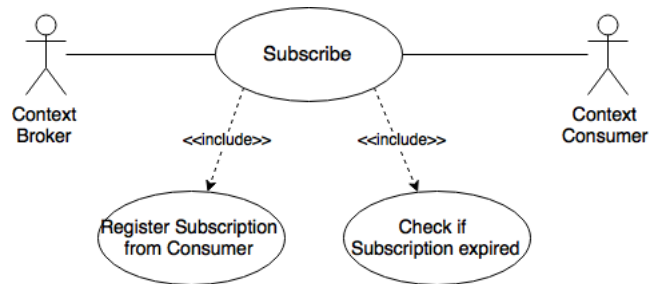 Subscribe
Context
Broker
Context
Consumer
<<include>>
<<include>>
Register Subscription
from Consumer
Check if
Subscription expired